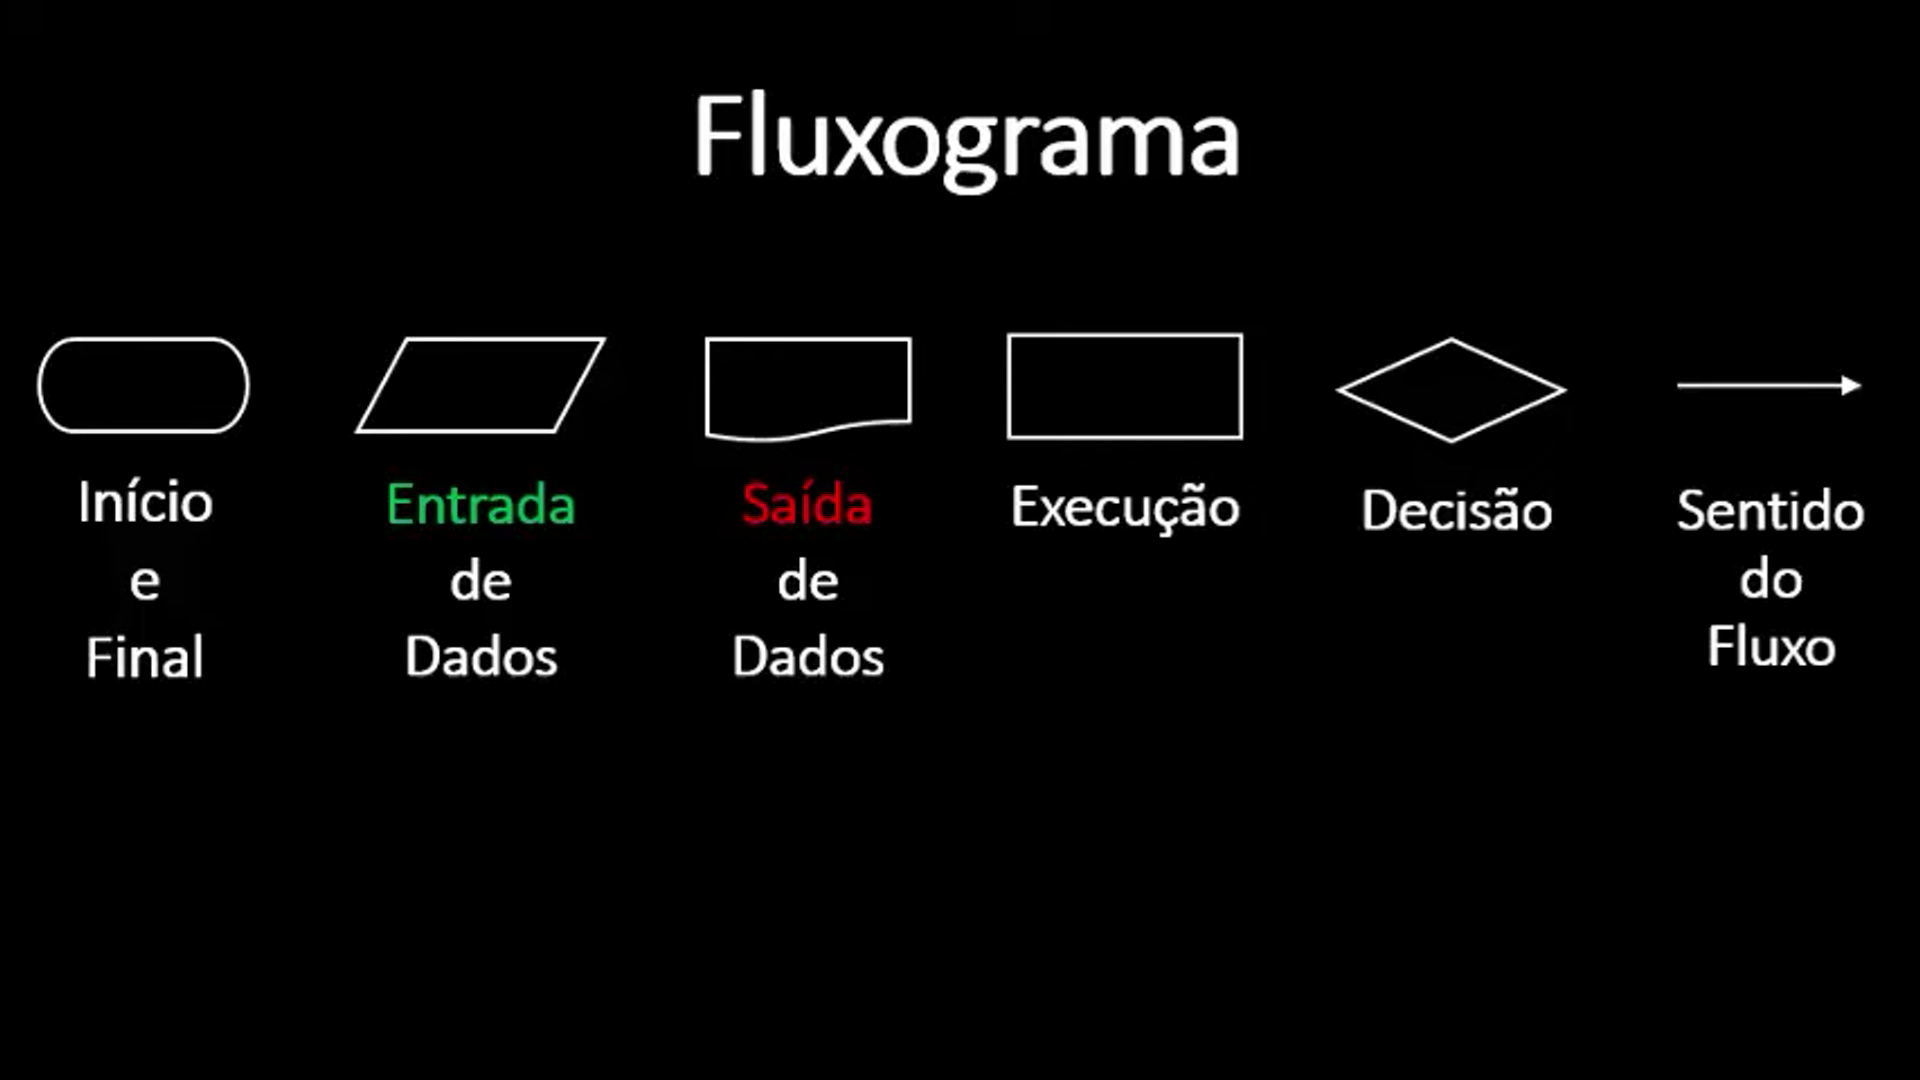 Fluxograma
Início
e
Final
Entrada
de
Dados
Saída
de
Dados
Execução
Decisão
Sentido
do
Fluxo